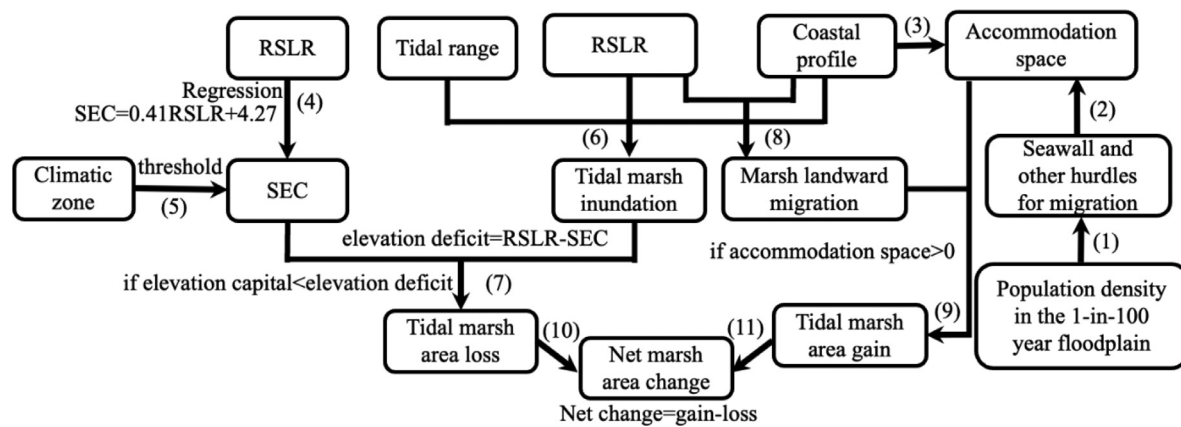 RSLR
Tidal range
RSLR
Coastal
profile
(3)
Accommodation
space
Regression
SEC=0.41RSLR+4.27
(4)
(6)
(8)
(2)
Climatic
zone
threshold
(5)
SEC
Tidal marsh
inundation
Marsh landward
migration
Seawall and
other hurdles
for migration
elevation deficit=RSLR-SEC
if accommodation space>0
(1)
if elevation capital<elevation deficit
(7)
Population density
in the 1-in-100
year floodplain
Tidal marsh
area loss
(10)
Net marsh
area change
(11)
Tidal marsh
area gain
(9)
Net change=gain-loss